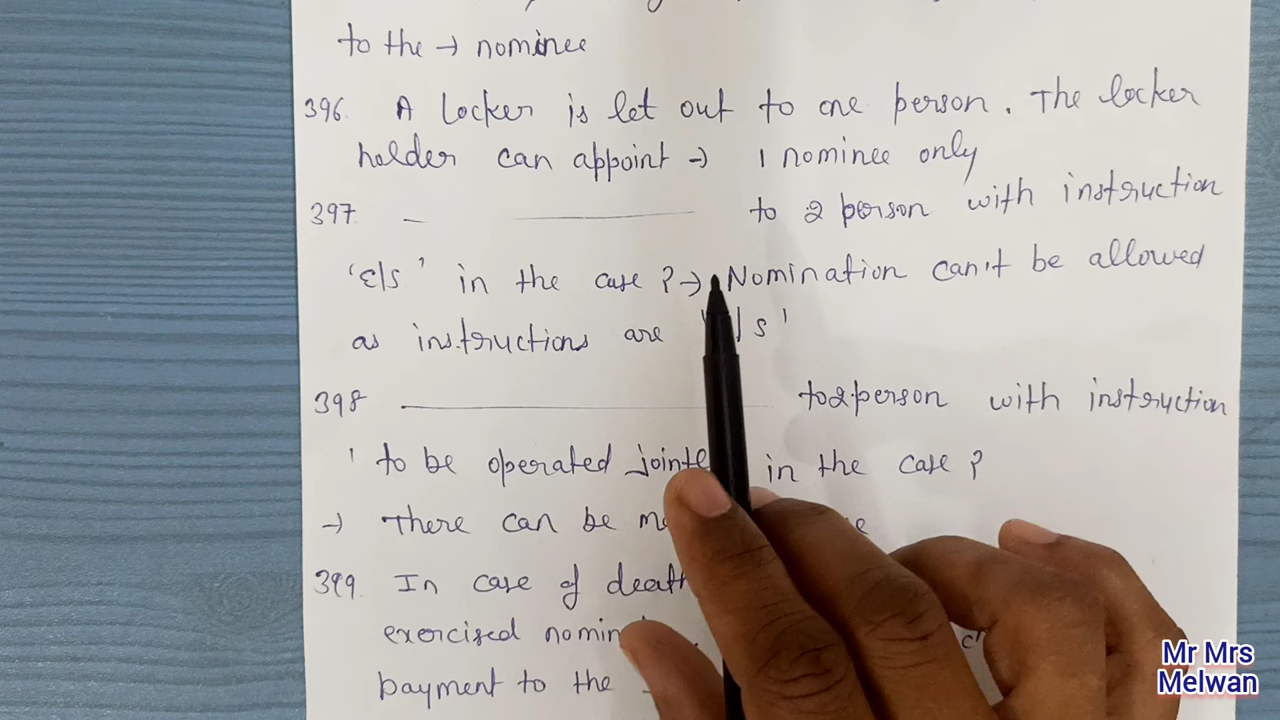 to the → nominee
396. A locker is let out to one person. The locker
holder can appoint → 1 nominee only
397 — ——— to 2 person with instruction
'E/S' in the case ? → Nomination can't be allowed
as instructions are '/s'
398 ——— to 2 person with instruction
' to be operated in the case ?
→ There can be
399. In case of death
exercised
payment to the →
Mr Mrs
Melwan